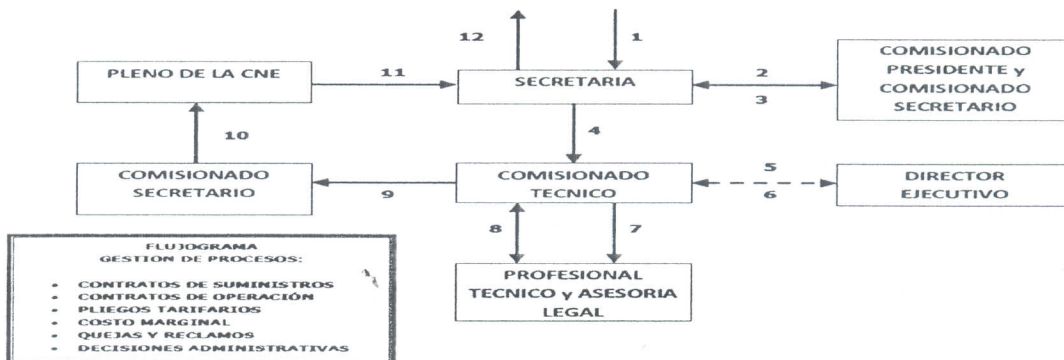 12
1
PLENO DE LA CNE
11
SECRETARIA
2
3
COMISIONADO
PRESIDENTE y
COMISIONADO
SECRETARIO
10
4
COMISIONADO
SECRETARIO
9
COMISIONADO
TECNICO
5
6
DIRECTOR
EJECUTIVO
8
7
PROFESIONAL
TECNICO y ASESORIA
LEGAL
FLUJOGRAMA
GESTION DE PROCESOS:
• CONTRATOS DE SUMINISTROS
• CONTRATOS DE OPERACIÓN
• PLIEGOS TARIFARIOS
• COSTO MARGINAL
• QUEJAS Y RECLAMOS
• DECISIONES ADMINISTRATIVAS